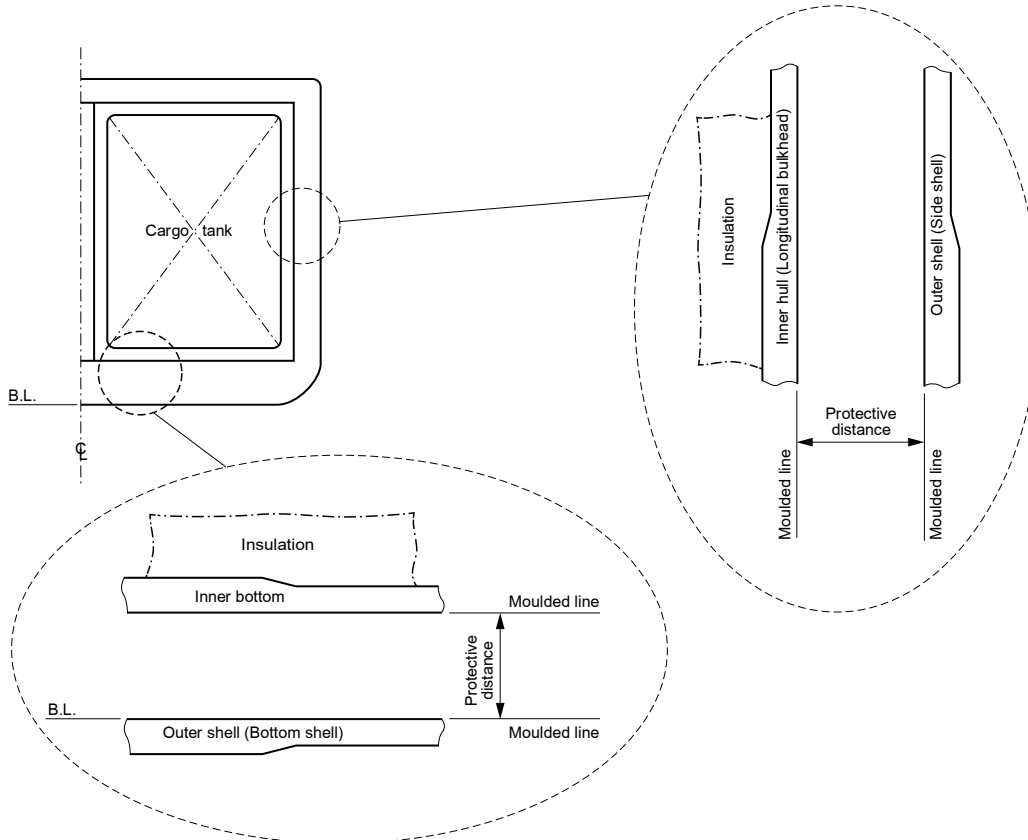 Cargo tank
B.L.
℄
Insulation
Inner hull (Longitudinal bulkhead)
Outer shell (Side shell)
Protective
distance
Moulded line
Moulded line
Insulation
Inner bottom
Moulded line
Protective
distance
B.L.
Outer shell (Bottom shell)
Moulded line